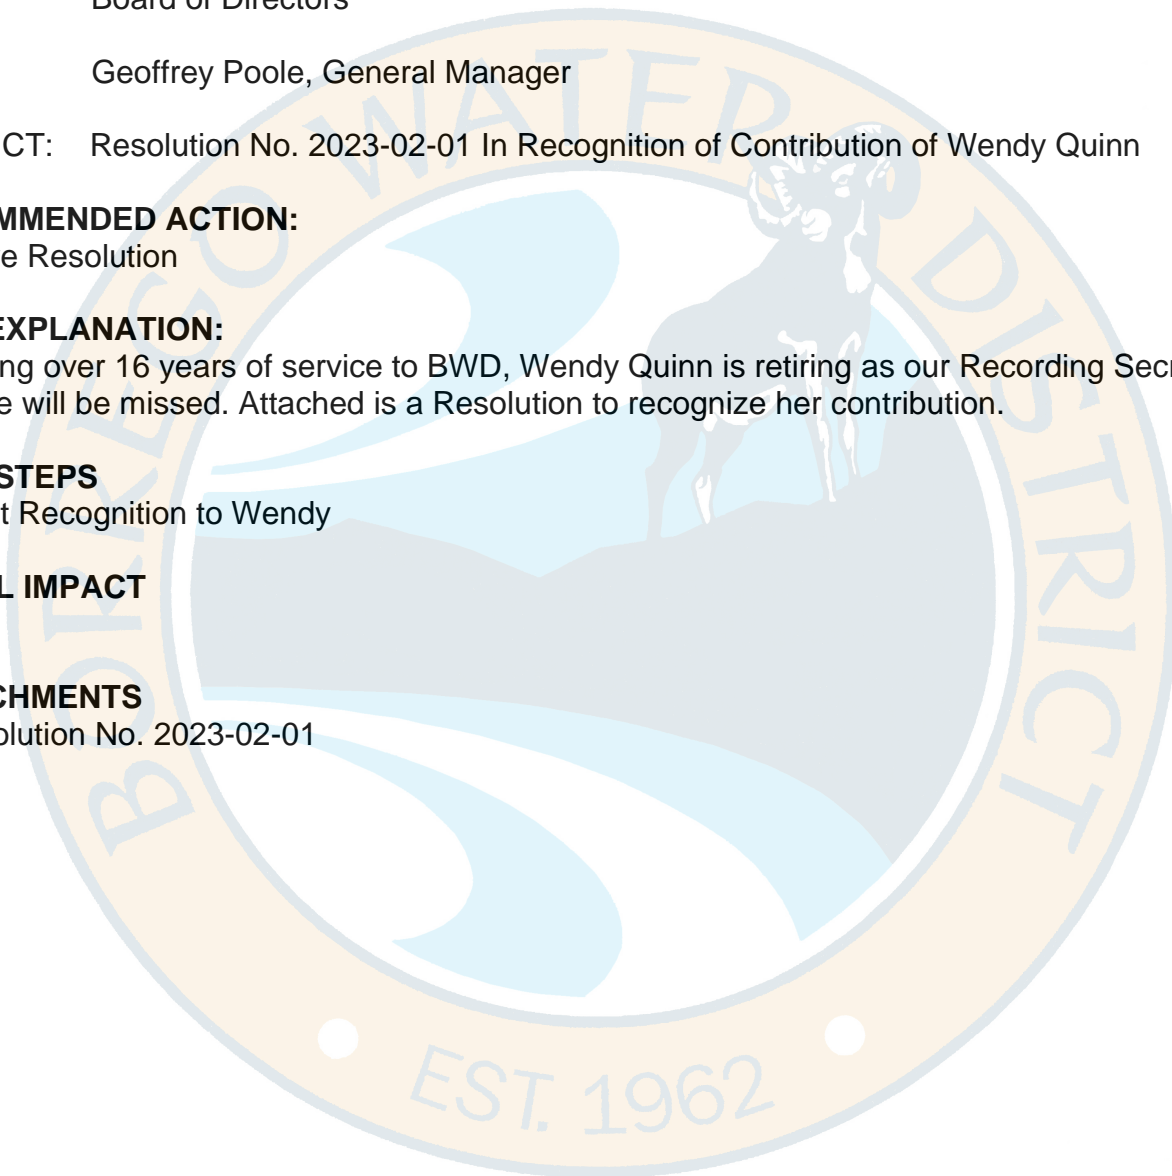 Board of Directors
Geoffrey Poole, General Manager
CT: Resolution No. 2023-02-01 In Recognition of Contribution of Wendy Quinn
MMENDED ACTION:
e Resolution
EXPLANATION:
ng over 16 years of service to BWD, Wendy Quinn is retiring as our Recording Secr
e will be missed. Attached is a Resolution to recognize her contribution.
STEPS
t Recognition to Wendy
L IMPACT
CHMENTS
olution No. 2023-02-01
BORREGO WATER DISTRICT
EST. 1962